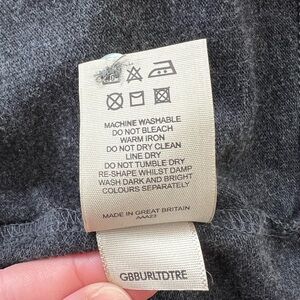 MACHINE WASHABLE
DO NOT BLEACH
WARM IRON
DO NOT DRY CLEAN
LINE DRY
DO NOT TUMBLE DRY
RE-SHAPE WHILST DAMP
WASH DARK AND BRIGHT
COLOURS SEPARATELY
MADE IN GREAT BRITAIN
AAA23
GBBURLTDTRE